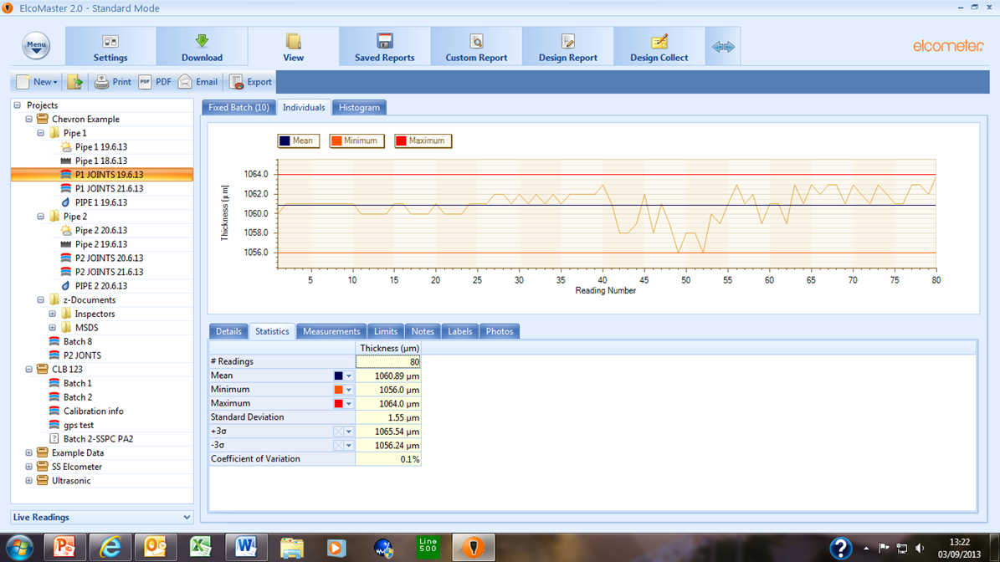 ElcoMaster 2.0 - Standard Mode
Menu
Settings
Download
View
Saved Reports
Custom Report
Design Report
Design Collect
elcometer
New
Print
PDF PDF
Email
Export
Projects
Chevron Example
Pipe 1
Pipe 1 19.6.13
Pipe 1 18.6.13
P1 JOINTS 19.6.13
P1 JOINTS 21.6.13
PIPE 1 19.6.13
Pipe 2
Pipe 2 20.6.13
Pipe 2 19.6.13
P2 JOINTS 20.6.13
P2 JOINTS 21.6.13
PIPE 2 20.6.13
z-Documents
Inspectors
MSDS
Batch 8
P2 JONTS
CLB 123
Batch 1
Batch 2
Calibration info
gps test
? Batch 2-SSPC PA2
Example Data
SS Elcometer
Ultrasonic
Live Readings
Fixed Batch (10) Individuals Histogram
Mean Minimum Maximum
Thickness (µm)
1064.0
1062.0
1060.0
1058.0
1056.0
5 10 15 20 25 30 35 40 45 50 55 60 65 70 75 80
Reading Number
Details Statistics Measurements Limits Notes Labels Photos
Thickness (µm)
# Readings 80
Mean 1060.89 µm
Minimum 1056.0 µm
Maximum 1064.0 µm
Standard Deviation 1.55 µm
+3σ 1065.54 µm
-3σ 1056.24 µm
Coefficient of Variation 0.1%
Line
500
?
13:22
03/09/2013